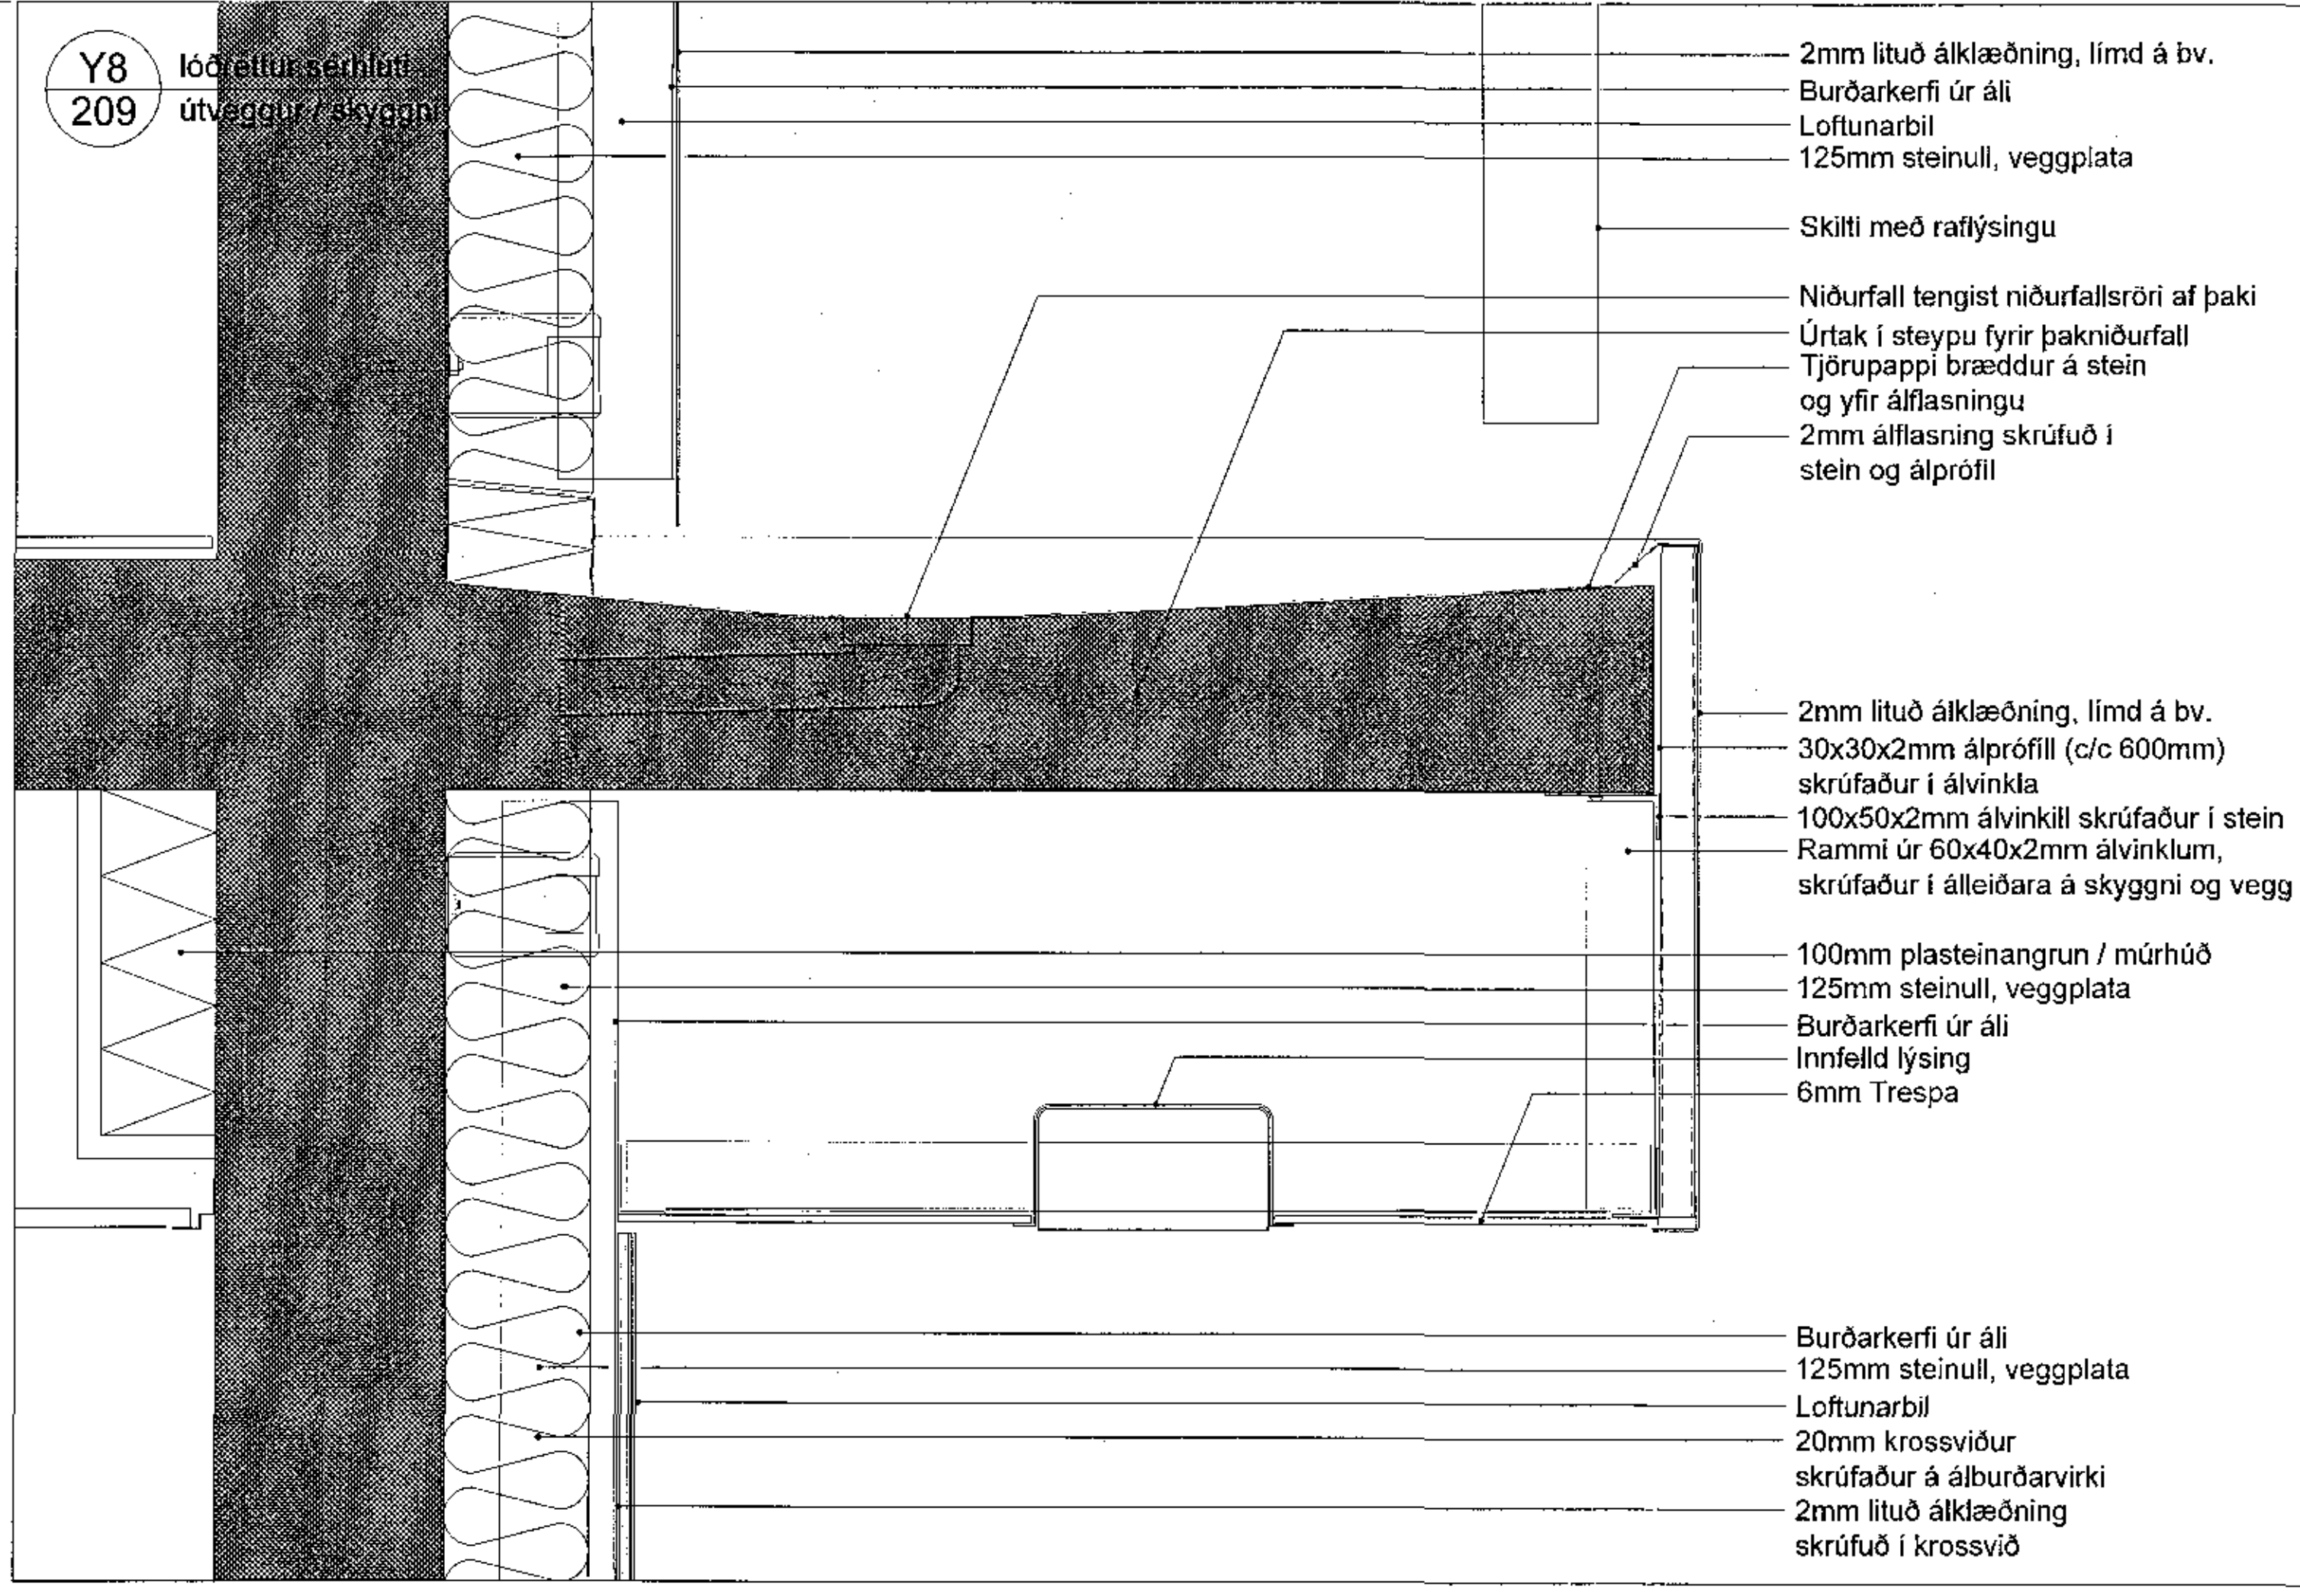 Y8
209
lóðréttur sérhluti
útveggur / skyggni
2mm lituð álklæðning, límd á bv.
Burðarkerfi úr áli
Loftunarbil
125mm steinull, veggplata
Skilti með raflýsingu
Niðurfall tengist niðurfallsröri af þaki
Úrtak í steypu fyrir þakniðurfall
Tjörupappi bræddur á stein
og yfir álflasningu
2mm álflasning skrúfuð í
stein og álprófil
2mm lituð álklæðning, límd á bv.
30x30x2mm álprófíll (c/c 600mm)
skrúfaður í álvinkla
100x50x2mm álvinkill skrúfaður í stein
Rammi úr 60x40x2mm álvinklum,
skrúfaður í álleiðara á skyggni og vegg
100mm plasteinangrun / múrhúð
125mm steinull, veggplata
Burðarkerfi úr áli
Innfelld lýsing
6mm Trespa
Burðarkerfi úr áli
125mm steinull, veggplata
Loftunarbil
20mm krossviður
skrúfaður á álburðarvirki
2mm lituð álklæðning
skrúfuð í krossvið